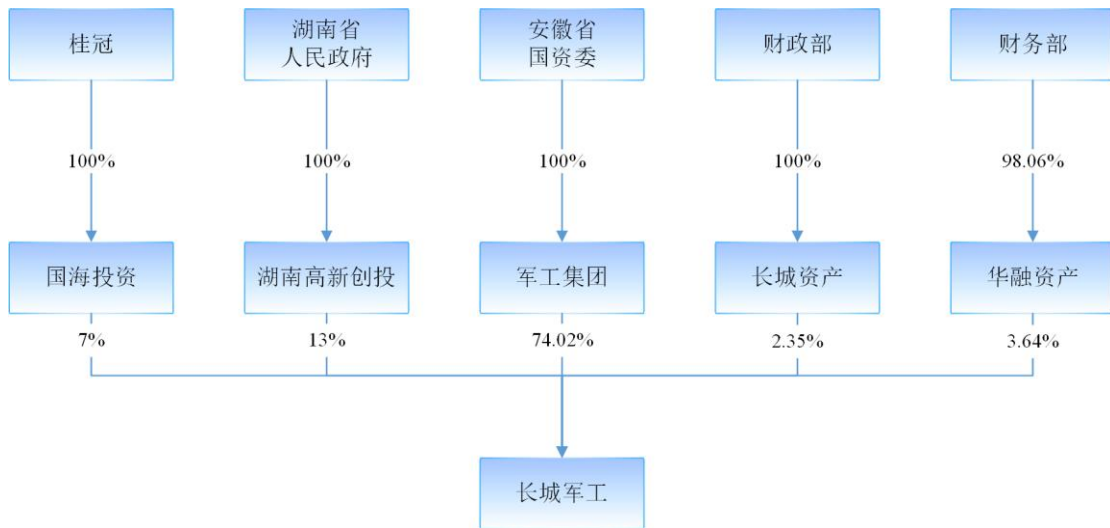 桂冠
湖南省
人民政府
安徽省
国资委
财政部
财务部
100%
100%
100%
100%
98.06%
国海投资
湖南高新创投
军工集团
长城资产
华融资产
7%
13%
74.02%
2.35%
3.64%
长城军工